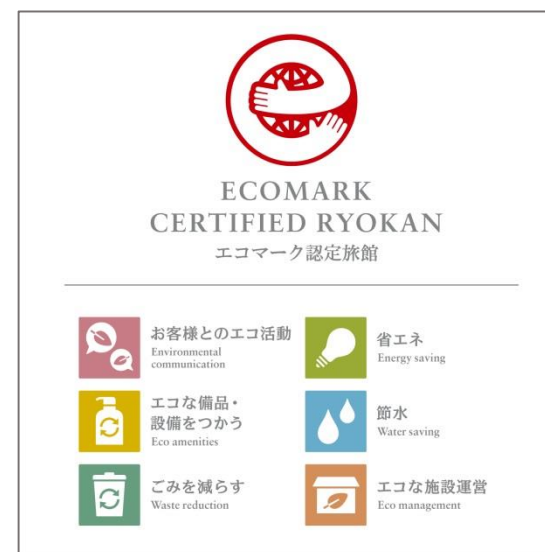 ECOMARK
CERTIFIED RYOKAN
エコマーク認定旅館
お客様とのエコ活動
Environmental
communication
省エネ
Energy saving
エコな備品・
設備をつかう
Eco amenities
節水
Water saving
ごみを減らす
Waste reduction
エコな施設運営
Eco management